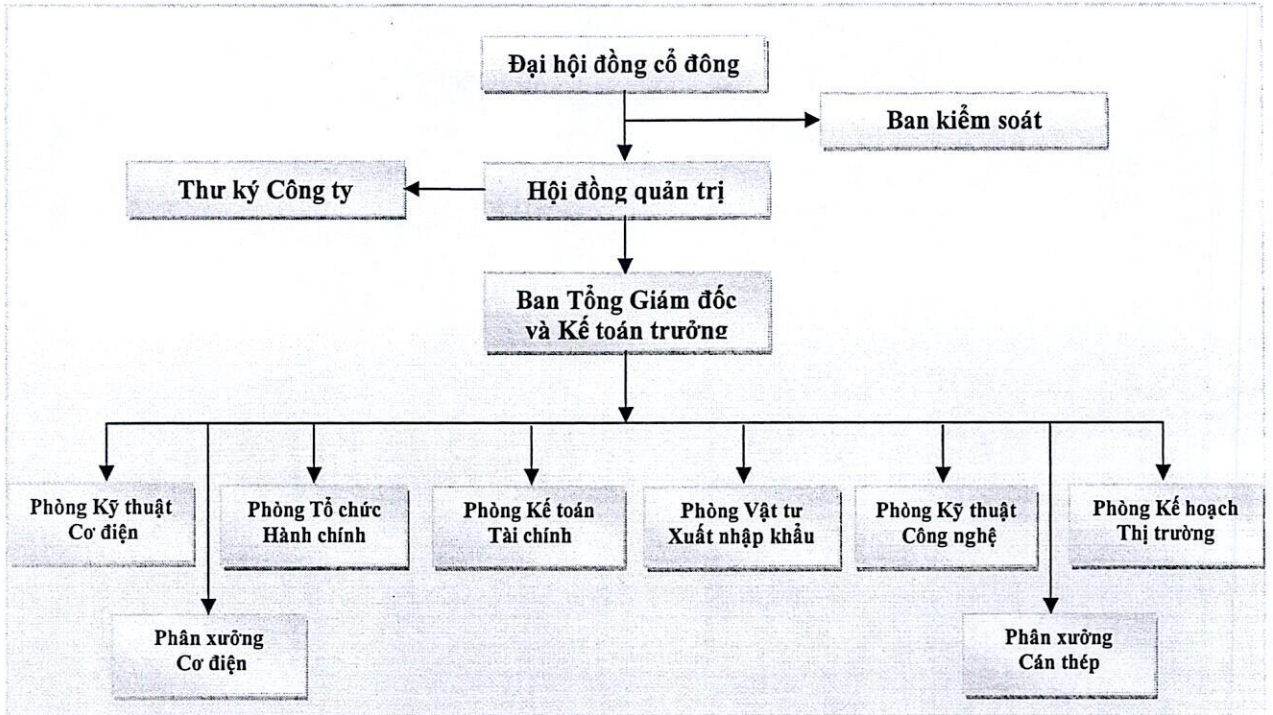 Đại hội đồng cổ đông
Ban kiểm soát
Thư ký Công ty
Hội đồng quản trị
Ban Tổng Giám đốc
và Kế toán trưởng
Phòng Kỹ thuật
Cơ điện
Phòng Tổ chức
Hành chính
Phòng Kế toán
Tài chính
Phòng Vật tư
Xuất nhập khẩu
Phòng Kỹ thuật
Công nghệ
Phòng Kế hoạch
Thị trường
Phân xưởng
Cơ điện
Phân xưởng
Cán thép